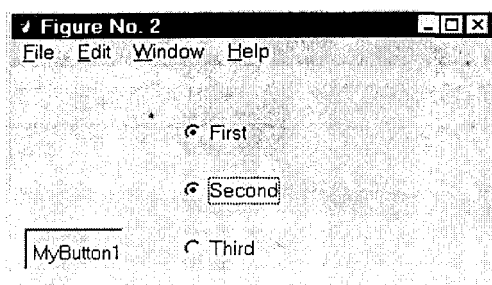 Figure No. 2
File Edit Window Help
First
Second
MyButton1 Third